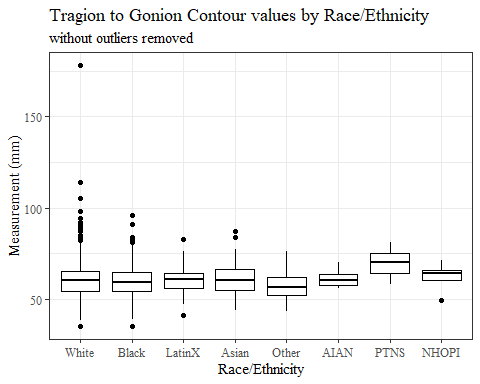 Tragion to Gonion Contour values by Race/Ethnicity
without outliers removed
Measurement (mm)
150
100
50
White Black LatinX Asian Other AIAN PTNS NHOPI
Race/Ethnicity